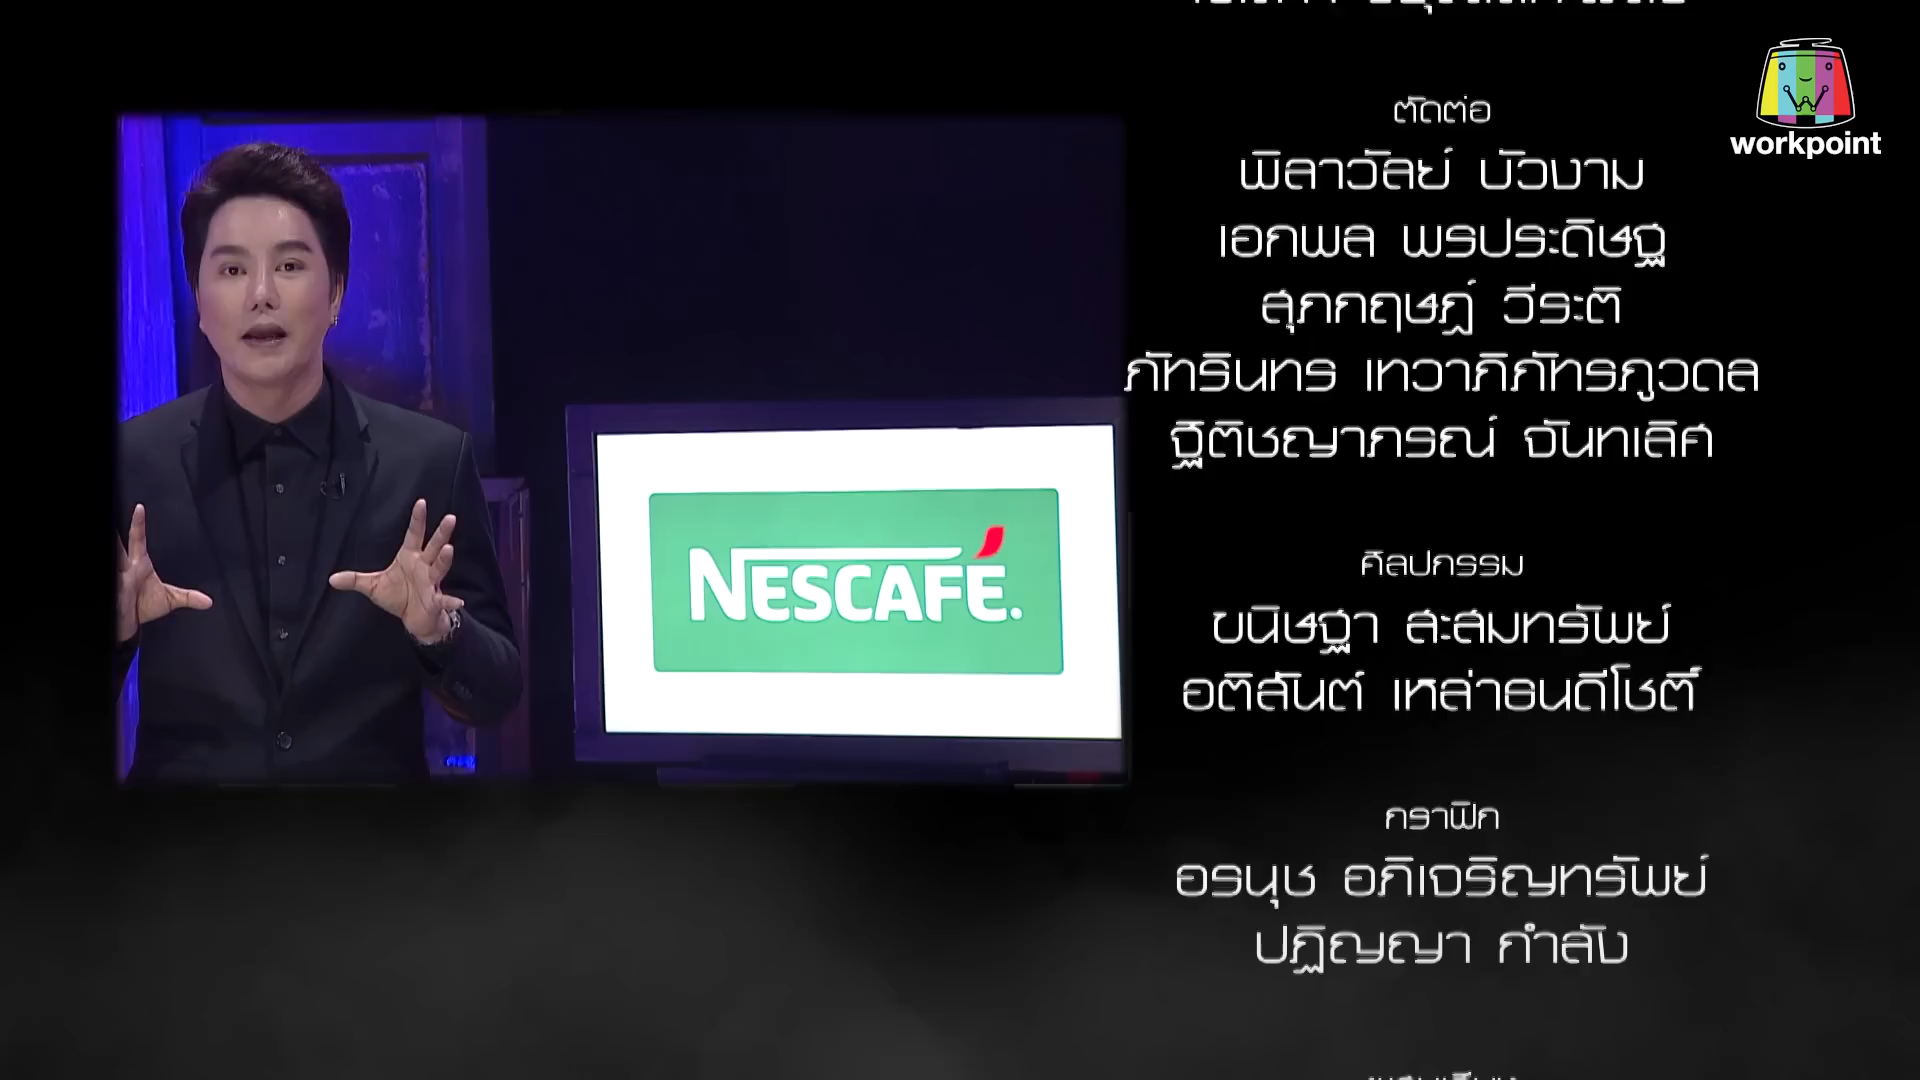 workpoint
ตัดต่อ
พิลาวัลย์ บัวงาม
เอกพล พรประดิษฐ
สุภกฤษฎ์ วีระติ
ภัทรินทร เทวาภิภัทรภูวดล
ฐิติชญาภรณ์ จันทเลิศ
NESCAFÉ.
ศิลปกรรม
ขนิษฐา สะสมทรัพย์
อติสันต์ เหล่าธนดีโชติ์
กราฟิก
อรนุช อภิเจริญทรัพย์
ปฏิญญา กำลัง